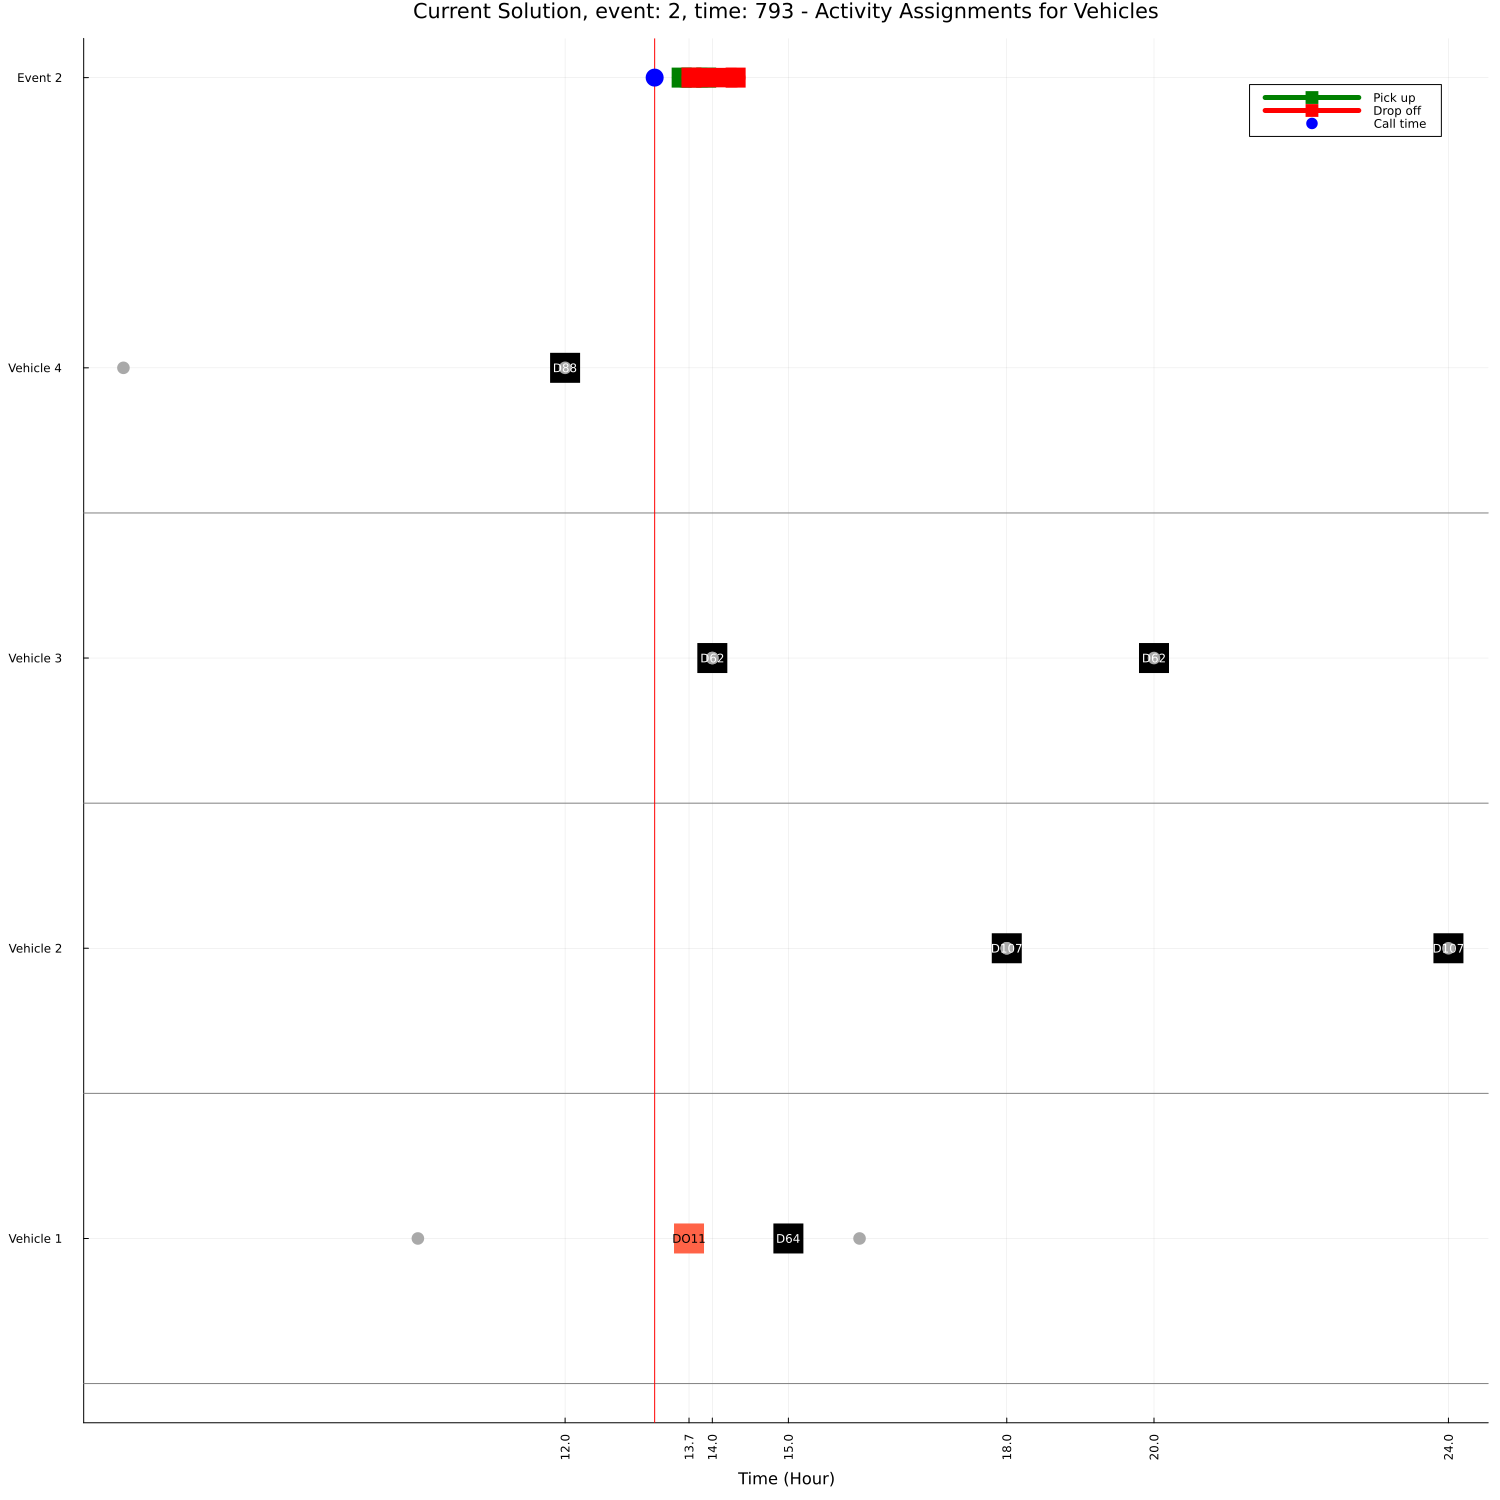 Current Solution, event: 2, time: 793 - Activity Assignments for Vehicles
Event 2
Pick up
Drop off
Call time
Vehicle 4
D88
Vehicle 3
D62
D62
Vehicle 2
D107
D107
Vehicle 1
DO11
D64
12.0
13.7
14.0
15.0
18.0
20.0
24.0
Time (Hour)